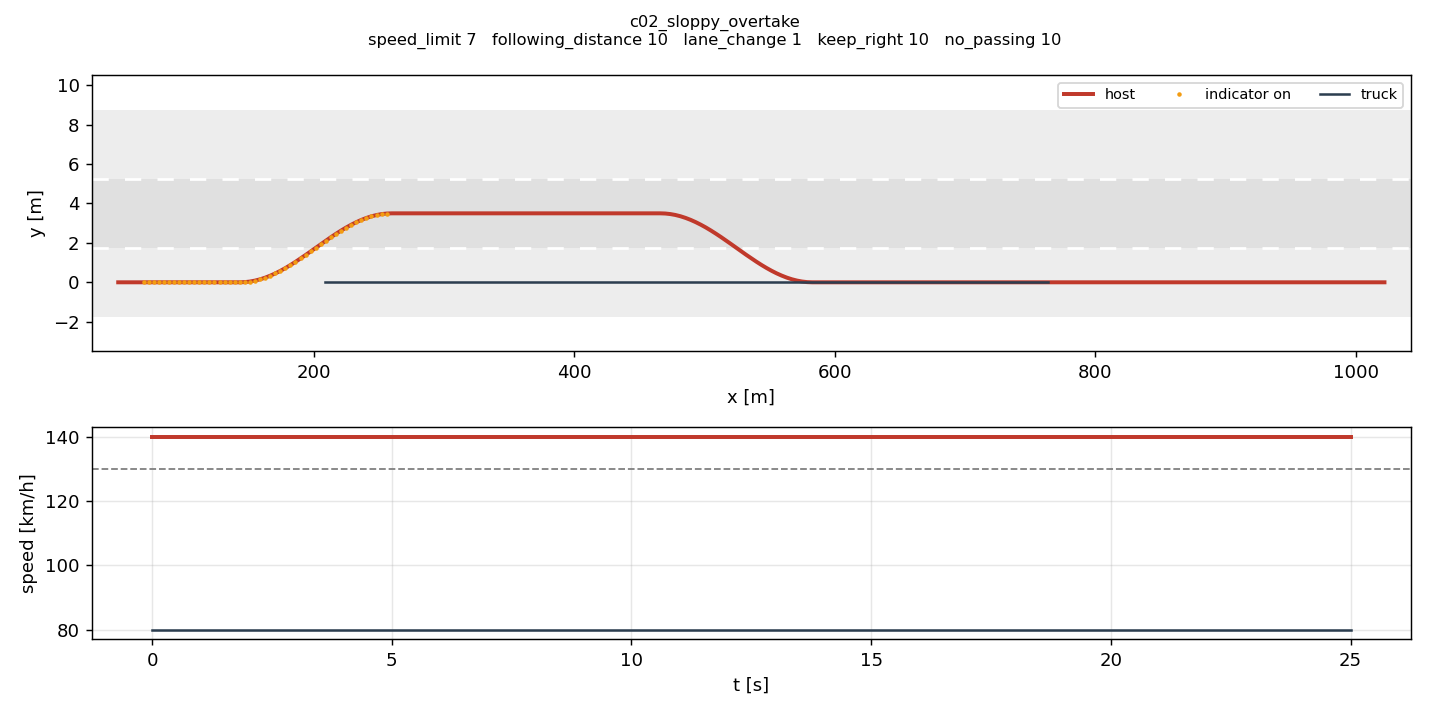 c02_sloppy_overtake
speed_limit 7 following_distance 10 lane_change 1 keep_right 10 no_passing 10
10
8
6
4
2
0
−2
y [m]
host
indicator on
truck
200
400
600
800
1000
x [m]
140
120
100
80
speed [km/h]
0
5
10
15
20
25
t [s]